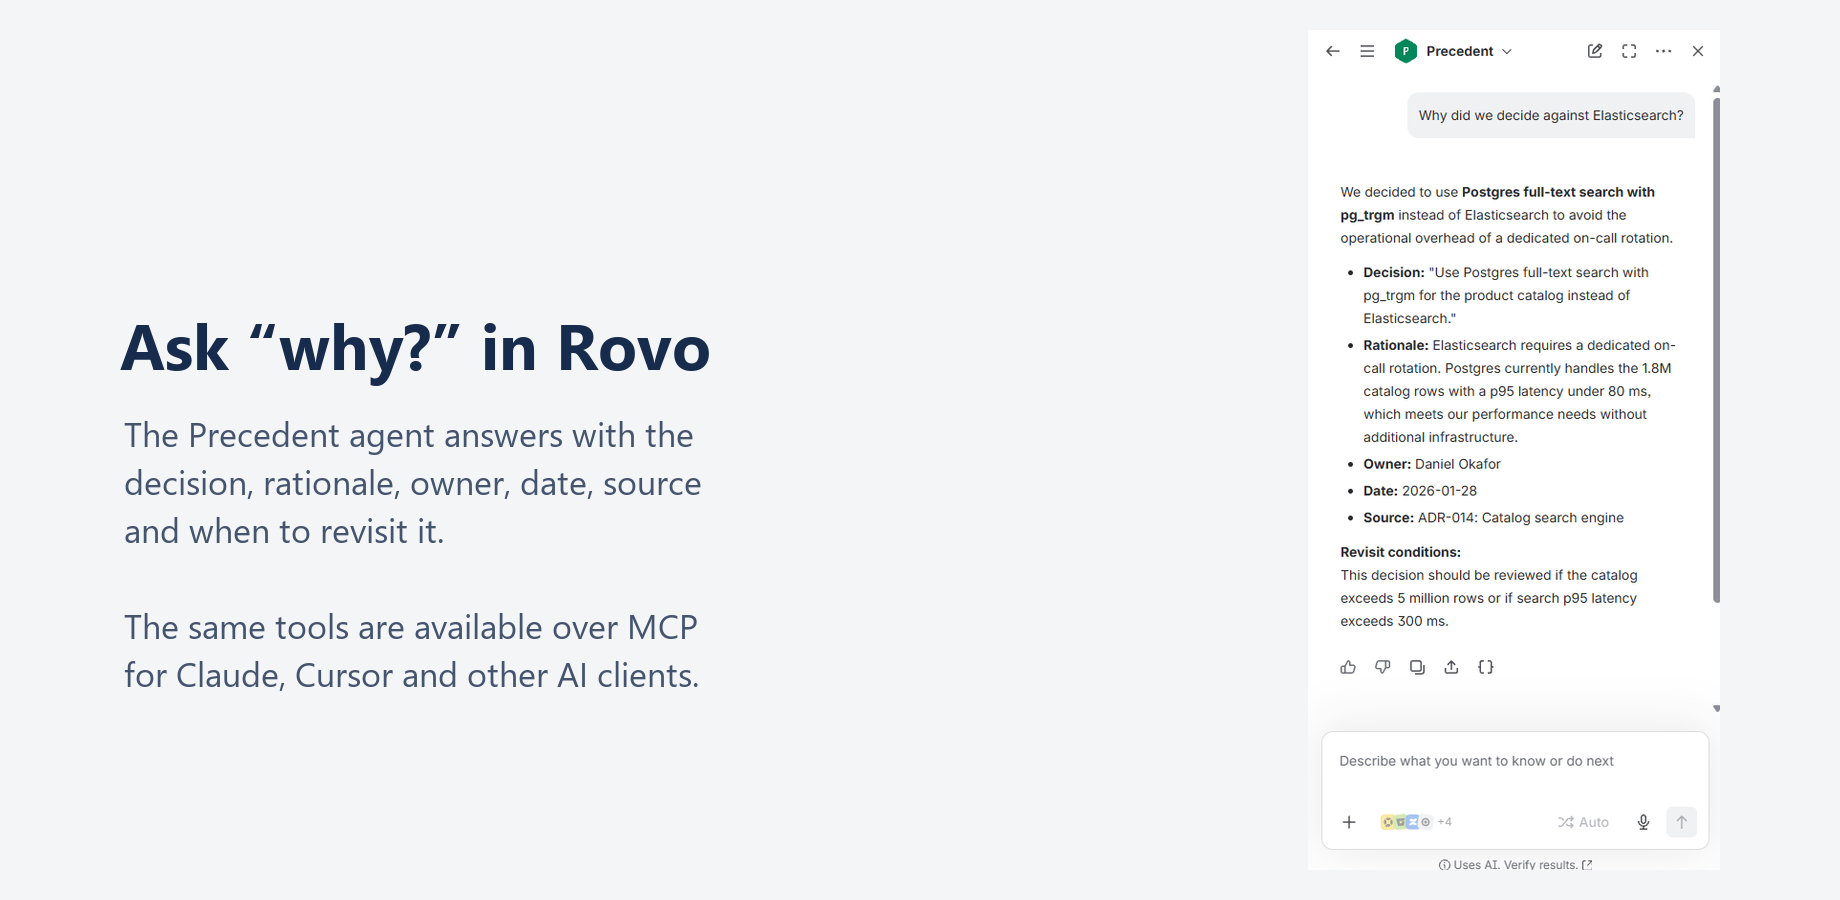 Ask “why?” in Rovo
The Precedent agent answers with the
decision, rationale, owner, date, source
and when to revisit it.
The same tools are available over MCP
for Claude, Cursor and other AI clients.
P Precedent
Why did we decide against Elasticsearch?
We decided to use Postgres full-text search with
pg_trgm instead of Elasticsearch to avoid the
operational overhead of a dedicated on-call rotation.
• Decision: "Use Postgres full-text search with
pg_trgm for the product catalog instead of
Elasticsearch."
• Rationale: Elasticsearch requires a dedicated on-
call rotation. Postgres currently handles the 1.8M
catalog rows with a p95 latency under 80 ms,
which meets our performance needs without
additional infrastructure.
• Owner: Daniel Okafor
• Date: 2026-01-28
• Source: ADR-014: Catalog search engine
Revisit conditions:
This decision should be reviewed if the catalog
exceeds 5 million rows or if search p95 latency
exceeds 300 ms.
Describe what you want to know or do next
+4 Auto
Uses AI. Verify results.